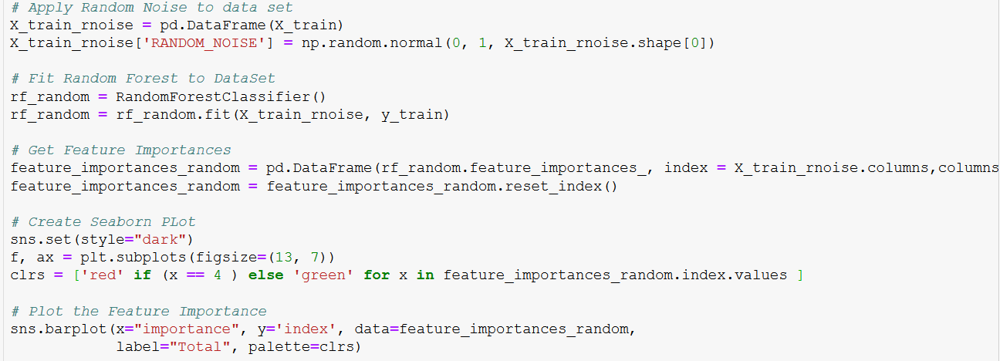 # Apply Random Noise to data set
X_train_rnoise = pd.DataFrame(X_train)
X_train_rnoise['RANDOM_NOISE'] = np.random.normal(0, 1, X_train_rnoise.shape[0])
# Fit Random Forest to DataSet
rf_random = RandomForestClassifier()
rf_random = rf_random.fit(X_train_rnoise, y_train)
# Get Feature Importances
feature_importances_random = pd.DataFrame(rf_random.feature_importances_, index = X_train_rnoise.columns,columns
feature_importances_random = feature_importances_random.reset_index()
# Create Seaborn PLot
sns.set(style="dark")
f, ax = plt.subplots(figsize=(13, 7))
clrs = ['red' if (x == 4 ) else 'green' for x in feature_importances_random.index.values ]
# Plot the Feature Importance
sns.barplot(x="importance", y='index', data=feature_importances_random,
            label="Total", palette=clrs)